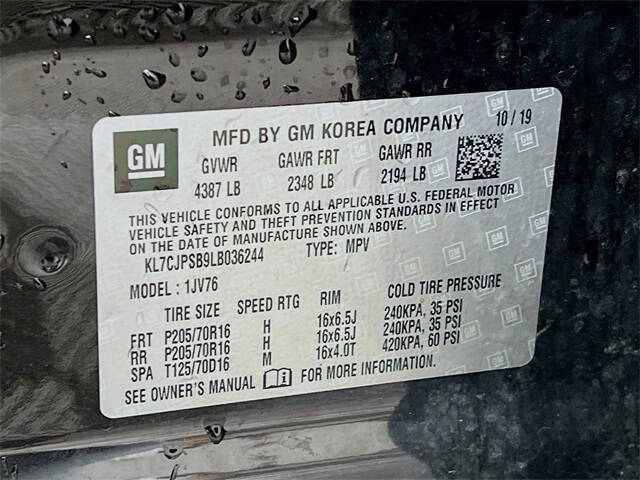 GM MFD BY GM KOREA COMPANY 10 / 19
GVWR GAWR FRT GAWR RR
4387 LB 2348 LB 2194 LB
THIS VEHICLE CONFORMS TO ALL APPLICABLE U.S. FEDERAL MOTOR
VEHICLE SAFETY AND THEFT PREVENTION STANDARDS IN EFFECT
ON THE DATE OF MANUFACTURE SHOWN ABOVE.
KL7CJPSB9LB036244 TYPE: MPV
MODEL : 1JV76
TIRE SIZE SPEED RTG RIM COLD TIRE PRESSURE
FRT P205/70R16 H 16x6.5J 240KPA, 35 PSI
RR P205/70R16 H 16x6.5J 240KPA, 35 PSI
SPA T125/70D16 M 16x4.0T 420KPA, 60 PSI
SEE OWNER'S MANUAL FOR MORE INFORMATION.